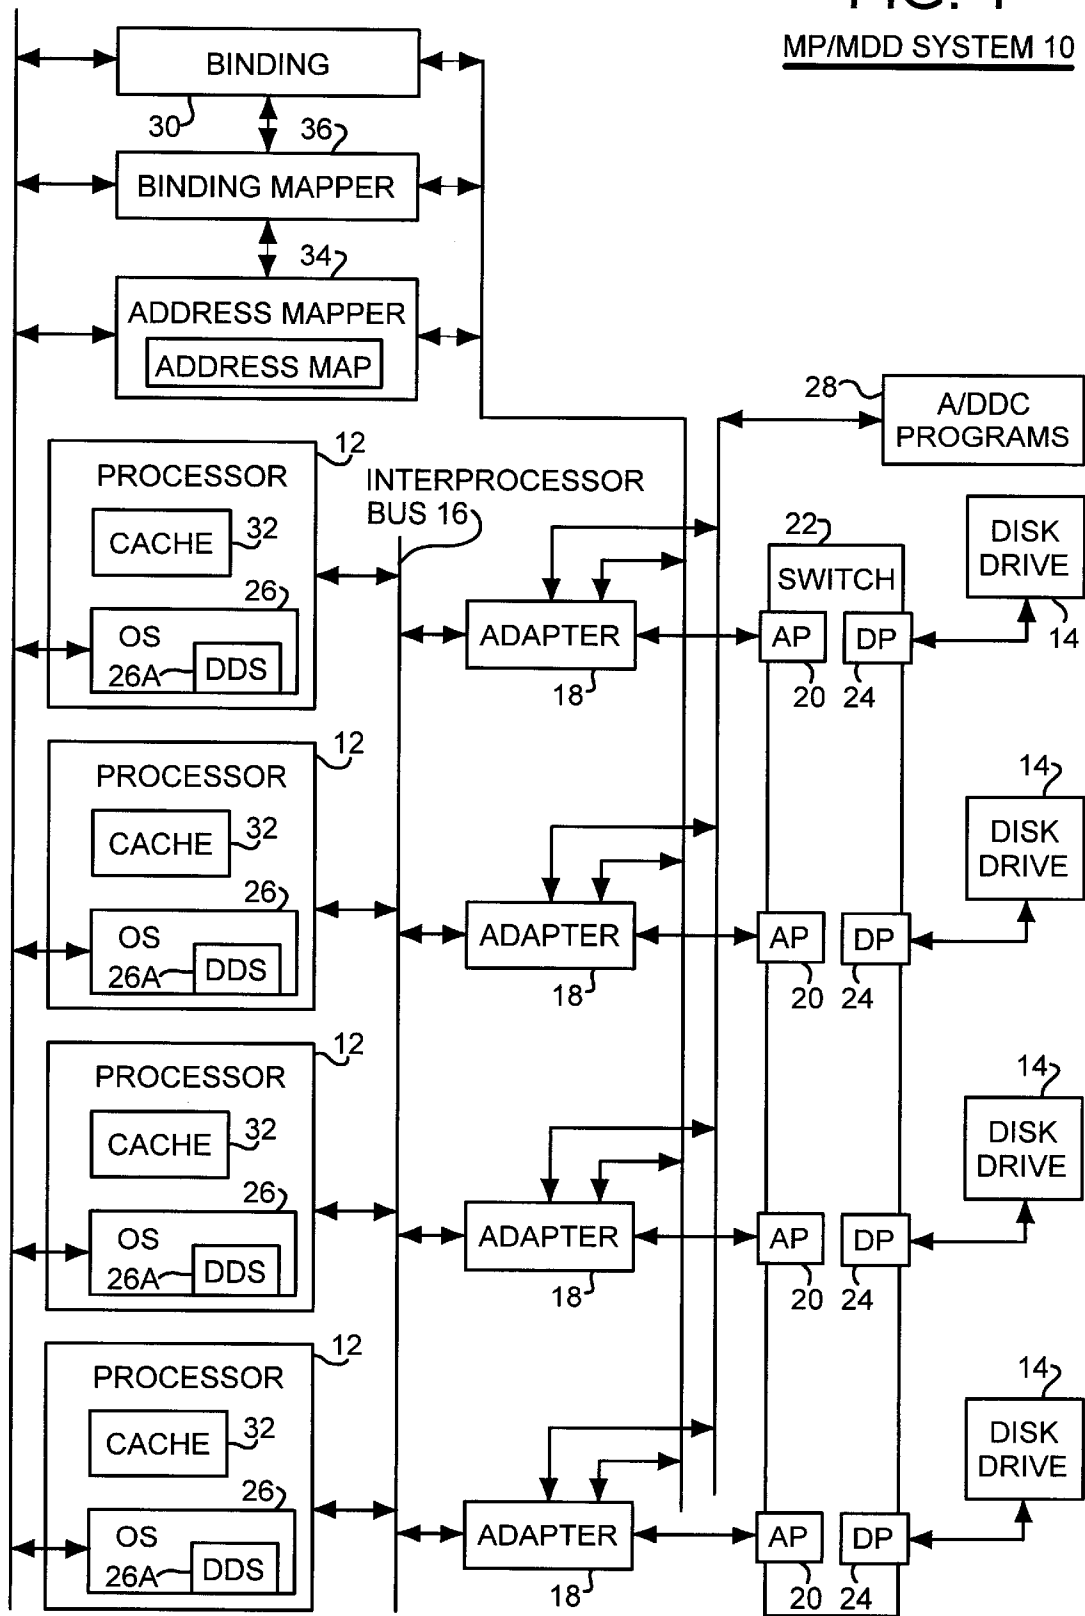 FIG. 1
MP/MDD SYSTEM 10
BINDING
30
36
BINDING MAPPER
34
ADDRESS MAPPER
ADDRESS MAP
28
A/DDC
PROGRAMS
12
PROCESSOR
CACHE
32
26
OS
26A
DDS
INTERPROCESSOR
BUS 16
ADAPTER
18
22
SWITCH
AP
20
DP
24
DISK
DRIVE
14
12
PROCESSOR
CACHE
32
26
OS
26A
DDS
ADAPTER
18
AP
20
DP
24
14
DISK
DRIVE
12
PROCESSOR
CACHE
32
26
OS
26A
DDS
ADAPTER
18
AP
20
DP
24
14
DISK
DRIVE
12
PROCESSOR
CACHE
32
26
OS
26A
DDS
ADAPTER
18
AP
20
DP
24
14
DISK
DRIVE